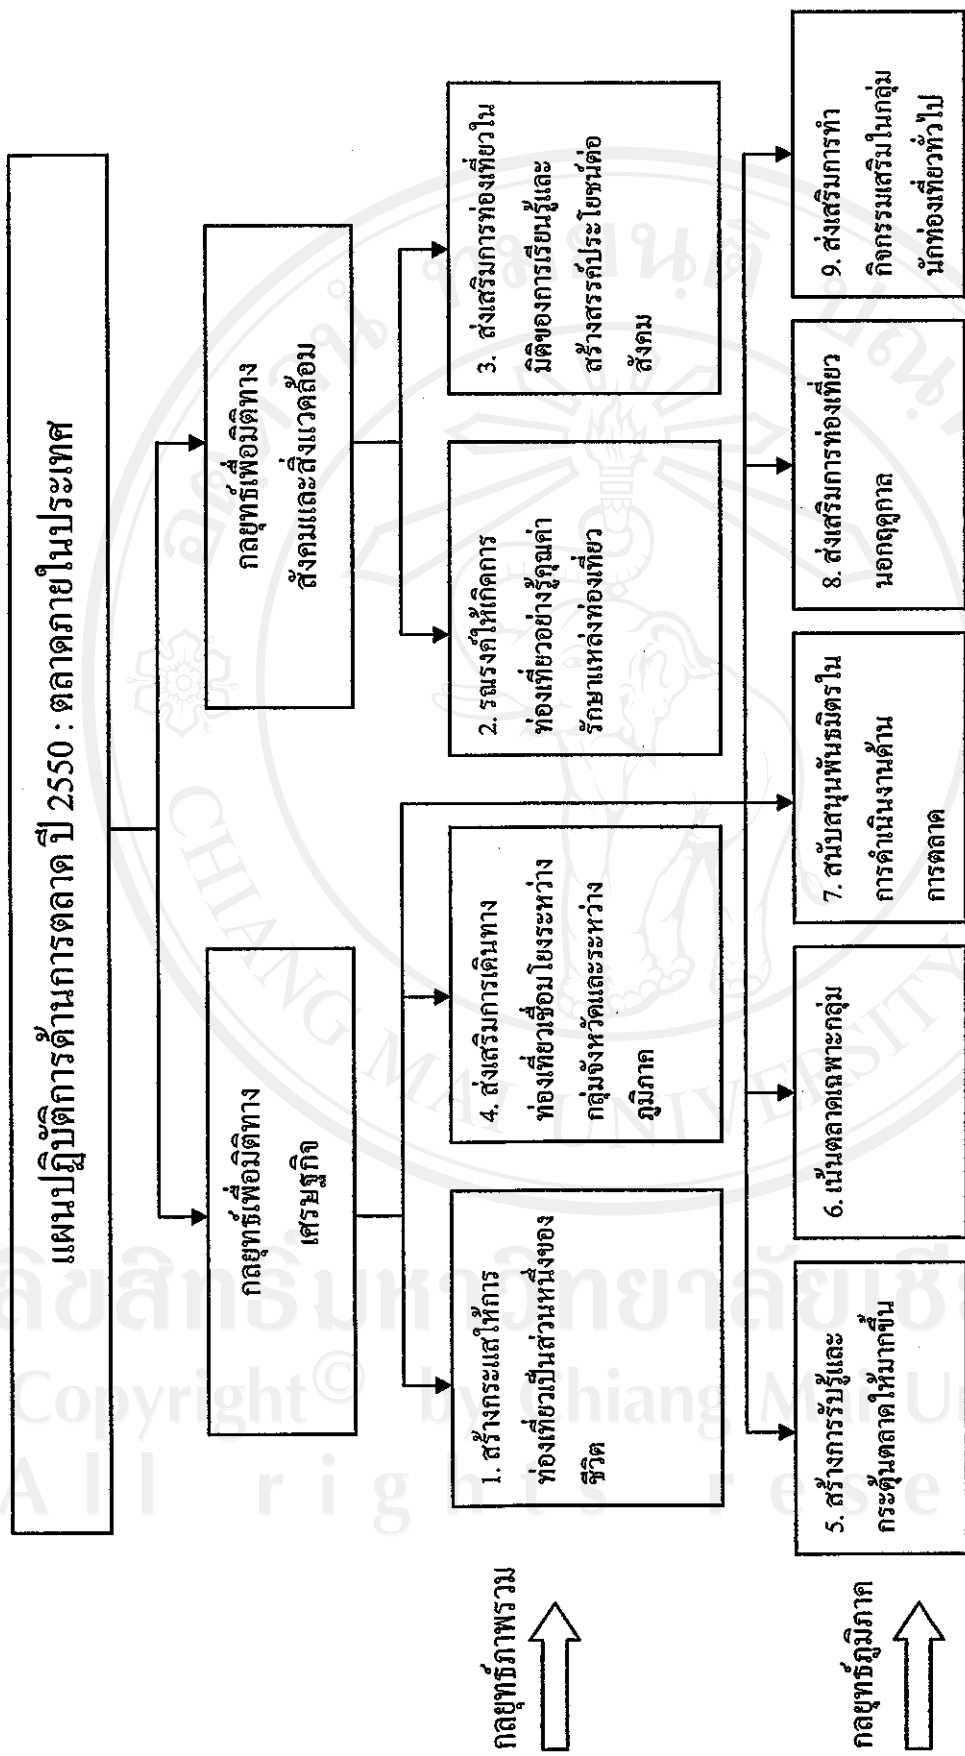 แผนปฏิบัติการด้านการตลาด ปี 2550 : ตลาดภายในประเทศ
กลยุทธ์เพื่อมิติทาง
เศรษฐกิจ
กลยุทธ์เพื่อมิติทาง
สังคมและสิ่งแวดล้อม
กลยุทธ์ภาพรวม
1. สร้างกระแสให้การ
ท่องเที่ยวเป็นส่วนหนึ่งของ
ชีวิต
4. ส่งเสริมการเดินทาง
ท่องเที่ยวเชื่อมโยงระหว่าง
กลุ่มจังหวัดและระหว่าง
ภูมิภาค
2. รณรงค์ให้เกิดการ
ท่องเที่ยวอย่างรู้คุณค่า
รักษาแหล่งท่องเที่ยว
3. ส่งเสริมการท่องเที่ยวใน
มิติของการเรียนรู้และ
สร้างสรรค์ประโยชน์ต่อ
สังคม
กลยุทธ์ภูมิภาค
5. สร้างการรับรู้และ
กระตุ้นตลาดให้มากขึ้น
6. เน้นตลาดเฉพาะกลุ่ม
7. สนับสนุนพันธมิตรใน
การดำเนินงานด้าน
การตลาด
8. ส่งเสริมการท่องเที่ยว
นอกฤดูกาล
9. ส่งเสริมการทำ
กิจกรรมเสริมในกลุ่ม
นักท่องเที่ยวทั่วไป
CHIANG MAI UNIVERSITY
ลิขสิทธิ์มหาวิทยาลัยเชี
Copyright© by Chiang Mai Un
All rights rese